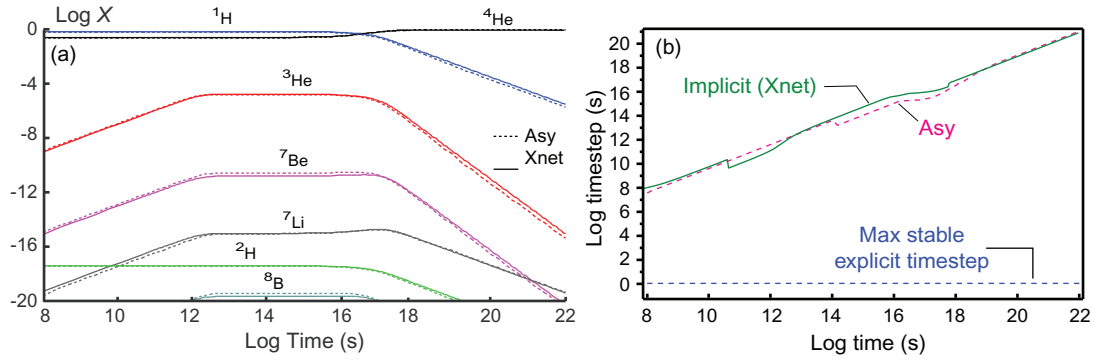 Log X
(a)
¹H
⁴He
³He
⁷Be
⁷Li
²H
⁸B
Asy
Xnet
0
-4
-8
-12
-16
-20
8 10 12 14 16 18 20 22
Log Time (s)
(b)
Implicit (Xnet)
Asy
Max stable
explicit timestep
Log timestep (s)
20
18
16
14
12
10
8
6
4
2
0
8 10 12 14 16 18 20 22
Log time (s)